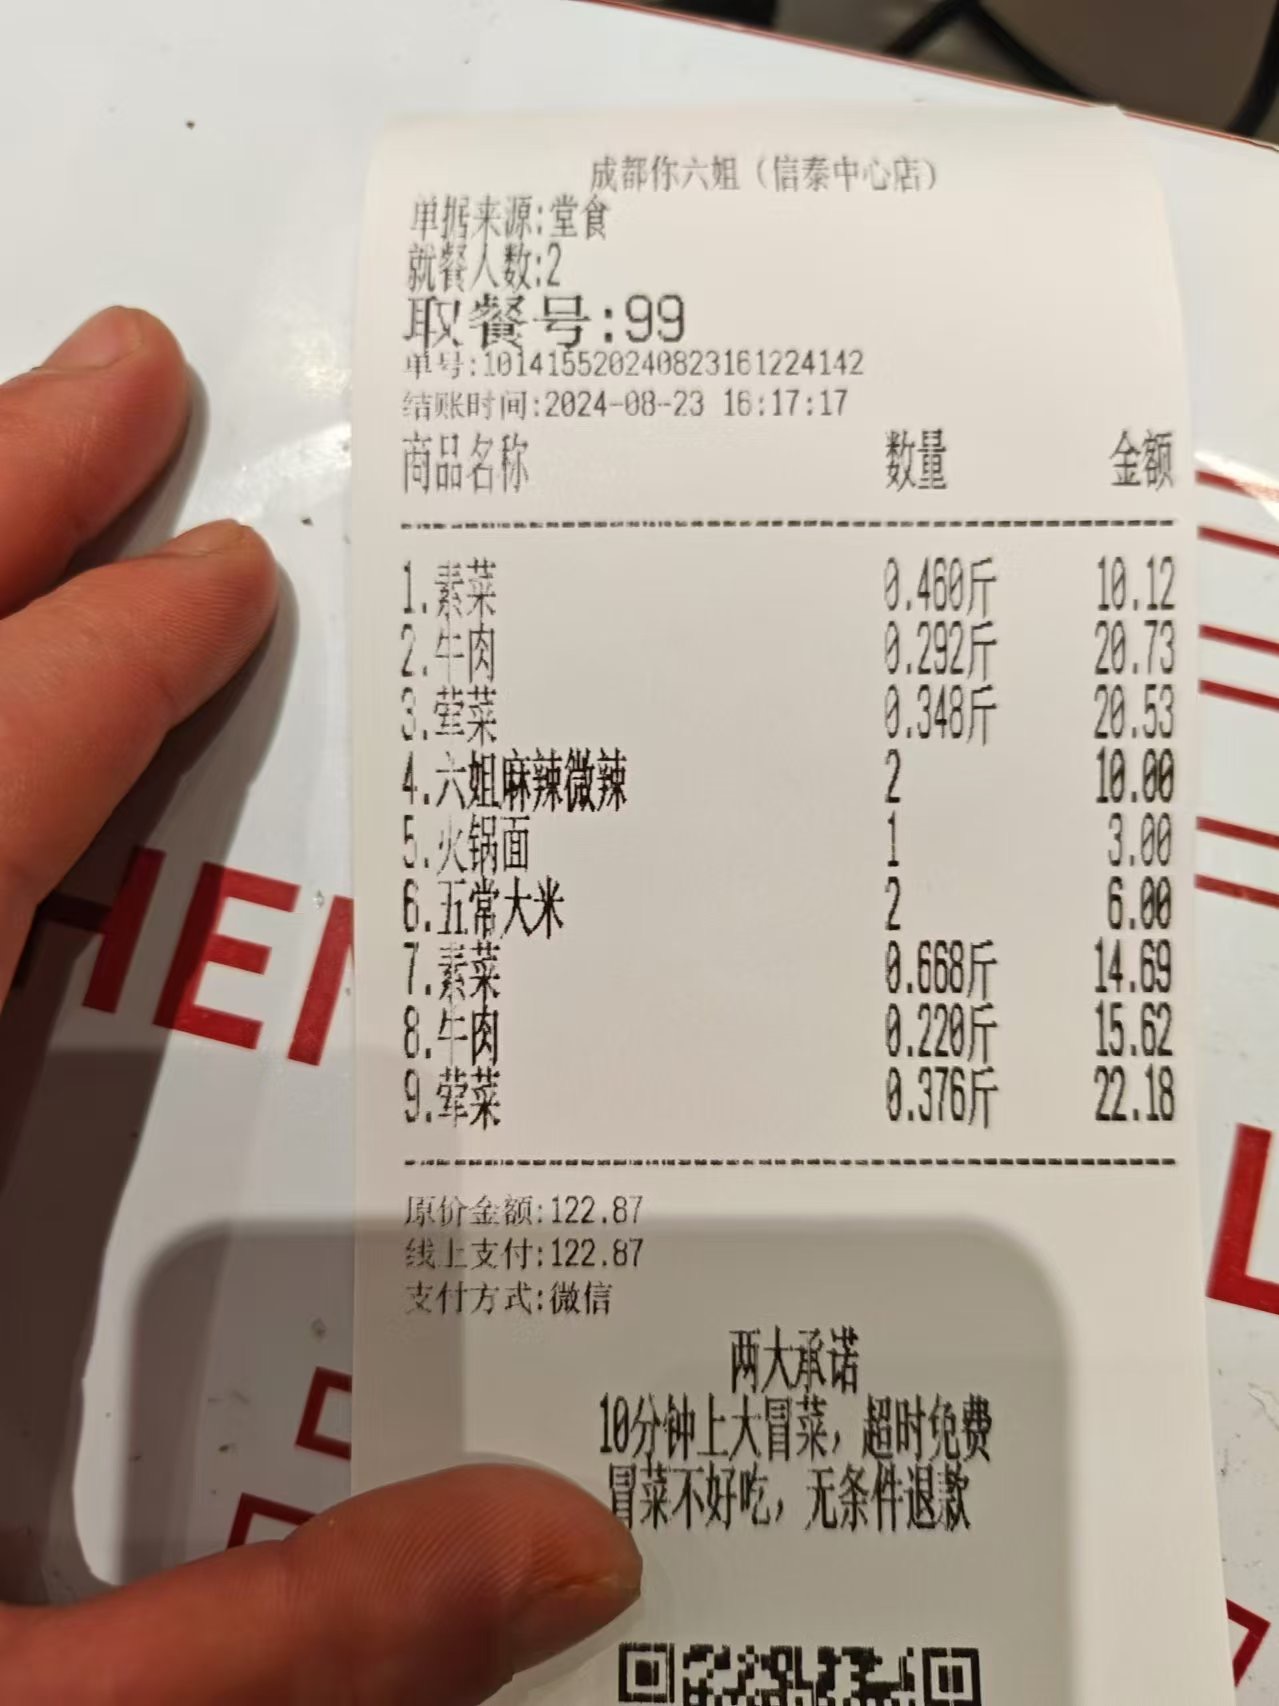 成都你六姐（信泰中心店）
单据来源:堂食
就餐人数:2
取餐号:99
单号:101415520240823161224142
结账时间:2024-08-23 16:17:17
商品名称 数量 金额
1.素菜 0.460斤 10.12
2.牛肉 0.292斤 20.73
3.荤菜 0.348斤 20.53
4.六姐麻辣微辣 2 10.00
5.火锅面 1 3.00
6.五常大米 2 6.00
7.素菜 0.668斤 14.69
8.牛肉 0.220斤 15.62
9.荤菜 0.376斤 22.18
原价金额:122.87
线上支付:122.87
支付方式:微信
两大承诺
10分钟上大冒菜，超时免费
冒菜不好吃，无条件退款